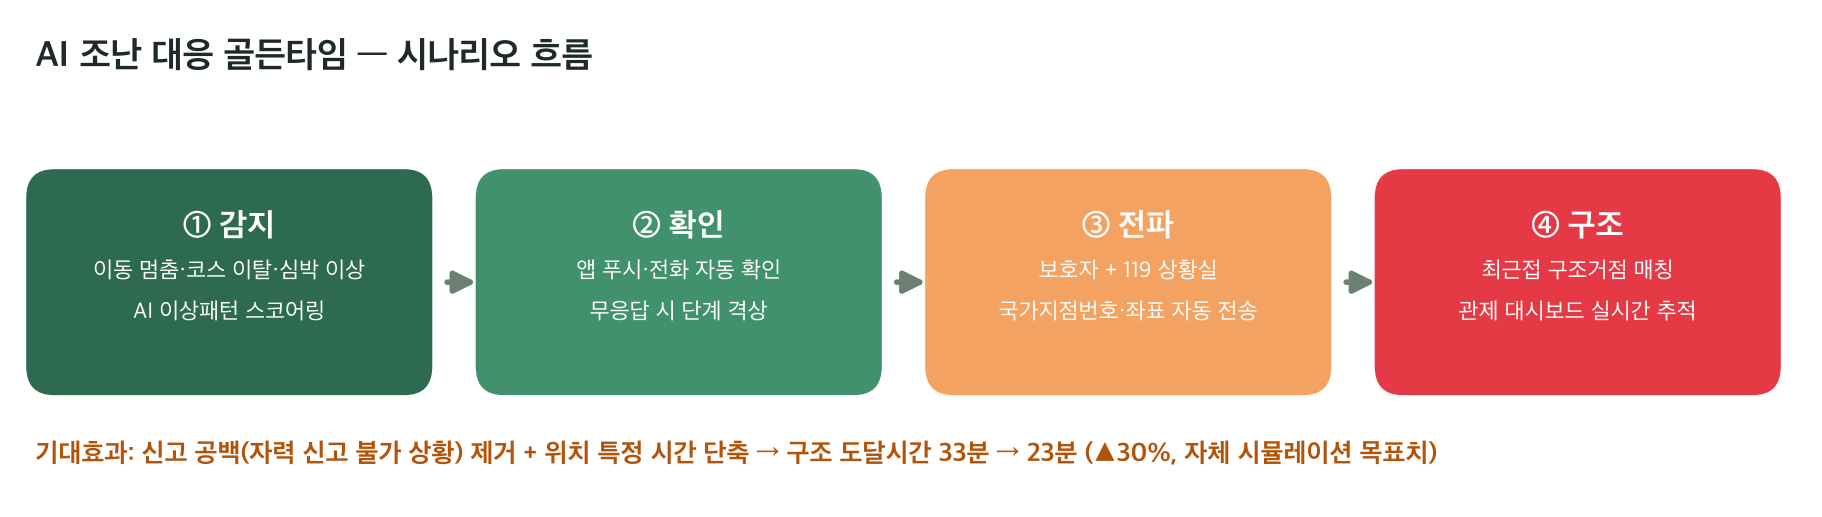 AI 조난 대응 골든타임 — 시나리오 흐름
① 감지
이동 멈춤·코스 이탈·심박 이상
AI 이상패턴 스코어링
② 확인
앱 푸시·전화 자동 확인
무응답 시 단계 격상
③ 전파
보호자 + 119 상황실
국가지점번호·좌표 자동 전송
④ 구조
최근접 구조거점 매칭
관제 대시보드 실시간 추적
기대효과: 신고 공백(자력 신고 불가 상황) 제거 + 위치 특정 시간 단축 → 구조 도달시간 33분 → 23분 (▲30%, 자체 시뮬레이션 목표치)